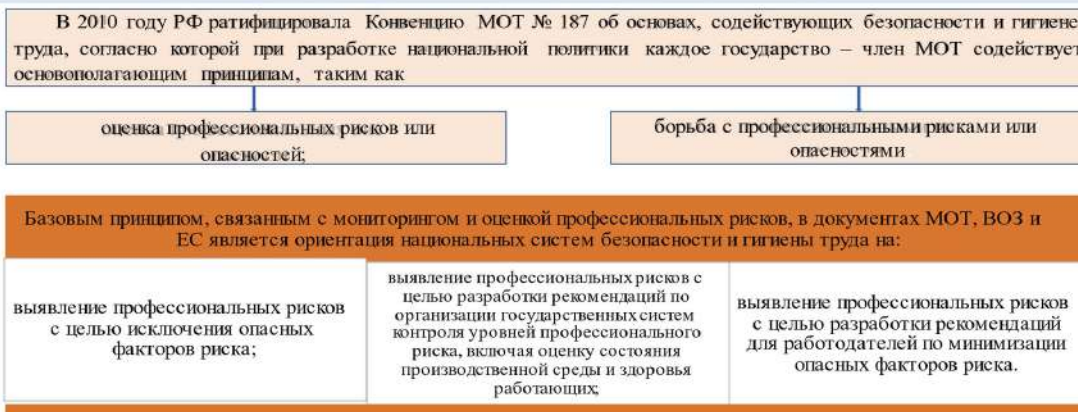 В 2010 году РФ ратифицировала Конвенцию МОТ № 187 об основах, содействующих безопасности и гигиене
труда, согласно которой при разработке национальной политики каждое государство – член МОТ содействует
основополагающим принципам, таким как
оценка профессиональных рисков или
опасностей;
борьба с профессиональными рисками или
опасностями
Базовым принципом, связанным с мониторингом и оценкой профессиональных рисков, в документах МОТ, ВОЗ и
ЕС является ориентация национальных систем безопасности и гигиены труда на:
выявление профессиональных рисков
с целью исключения опасных
факторов риска;
выявление профессиональных рисков с
целью разработки рекомендаций по
организации государственных систем
контроля уровней профессионального
риска, включая оценку состояния
производственной среды и здоровья
работающих;
выявление профессиональных рисков
с целью разработки рекомендаций
для работодателей по минимизации
опасных факторов риска.